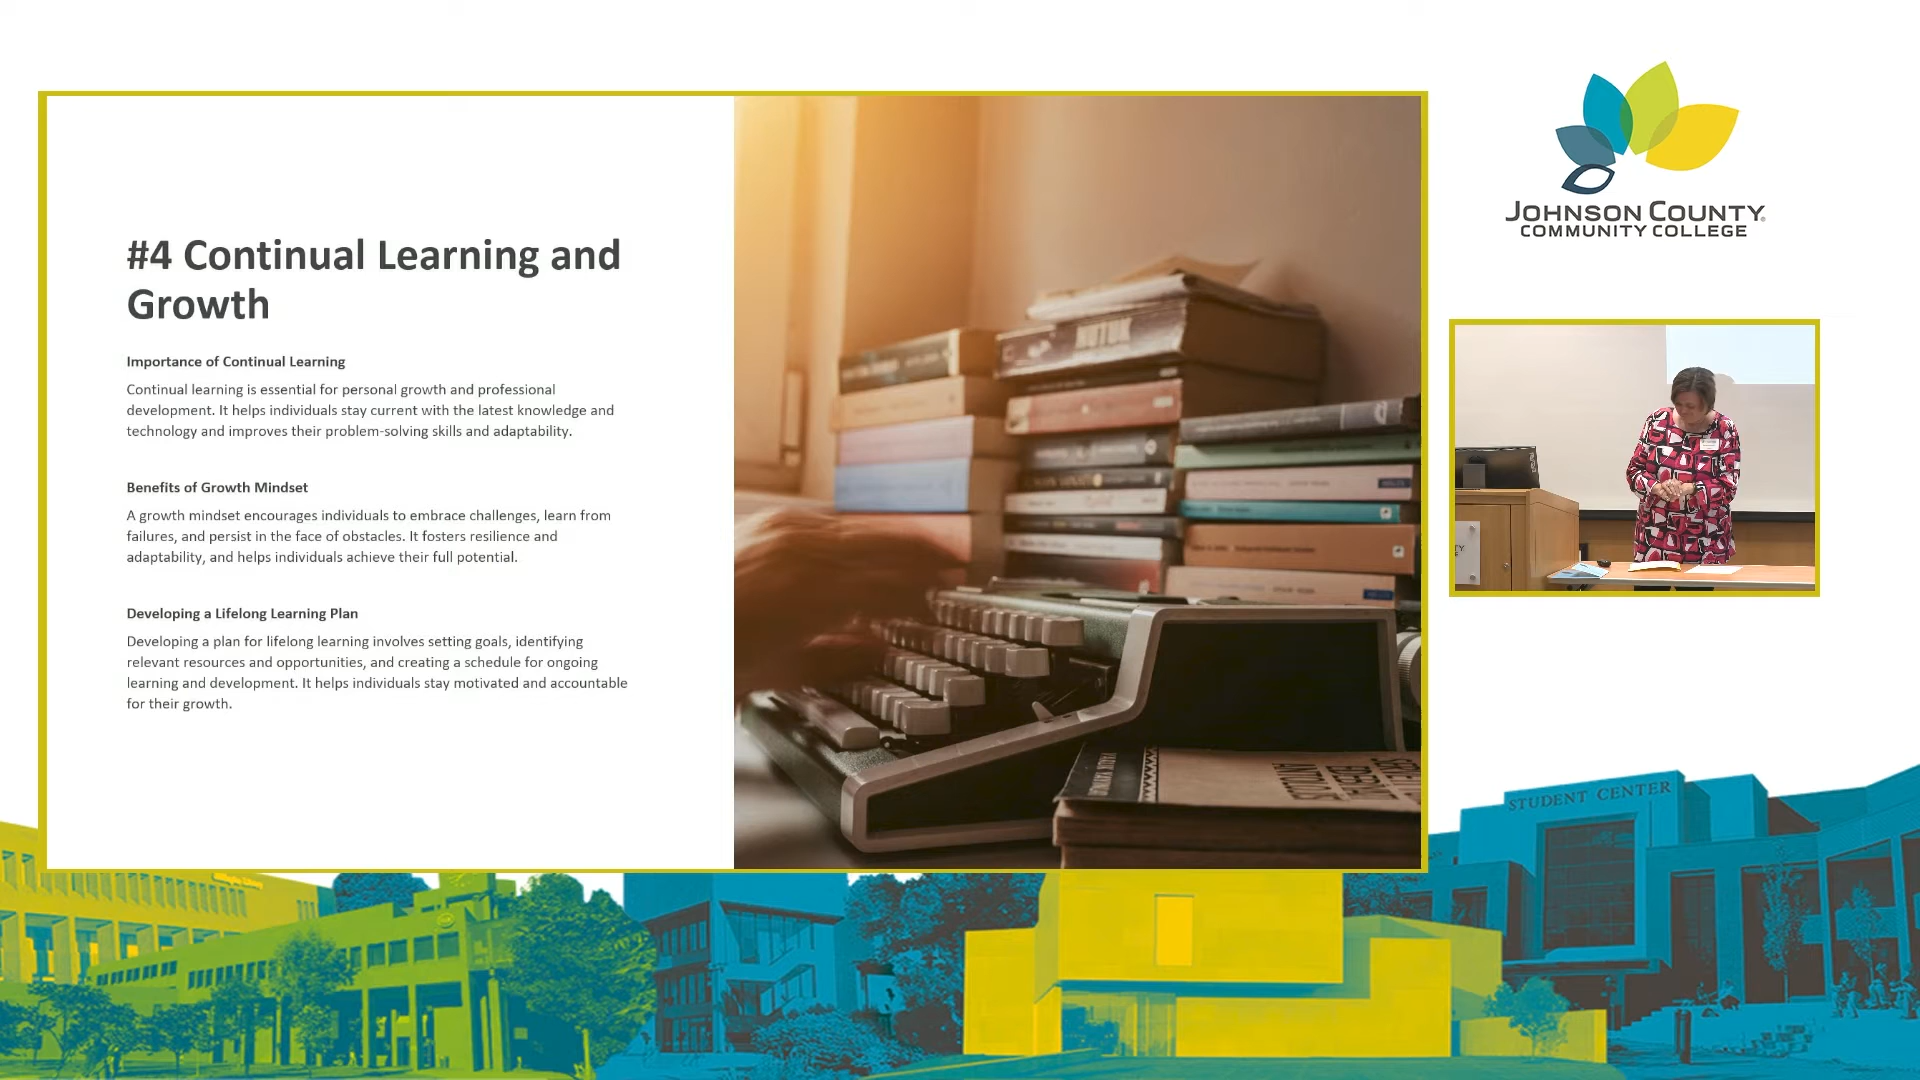 #4 Continual Learning and
Growth
Importance of Continual Learning
Continual learning is essential for personal growth and professional
development. It helps individuals stay current with the latest knowledge and
technology and improves their problem-solving skills and adaptability.
Benefits of Growth Mindset
A growth mindset encourages individuals to embrace challenges, learn from
failures, and persist in the face of obstacles. It fosters resilience and
adaptability, and helps individuals achieve their full potential.
Developing a Lifelong Learning Plan
Developing a plan for lifelong learning involves setting goals, identifying
relevant resources and opportunities, and creating a schedule for ongoing
learning and development. It helps individuals stay motivated and accountable
for their growth.
NUTUK
JOHNSON COUNTY
COMMUNITY COLLEGE
STUDENT CENTER